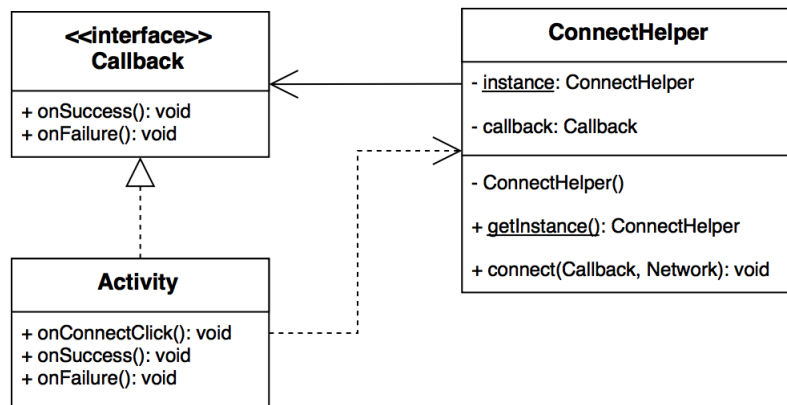 <<interface>>
Callback
+ onSuccess(): void
+ onFailure(): void
ConnectHelper
- instance: ConnectHelper
- callback: Callback
- ConnectHelper()
+ getInstance(): ConnectHelper
+ connect(Callback, Network): void
Activity
+ onConnectClick(): void
+ onSuccess(): void
+ onFailure(): void